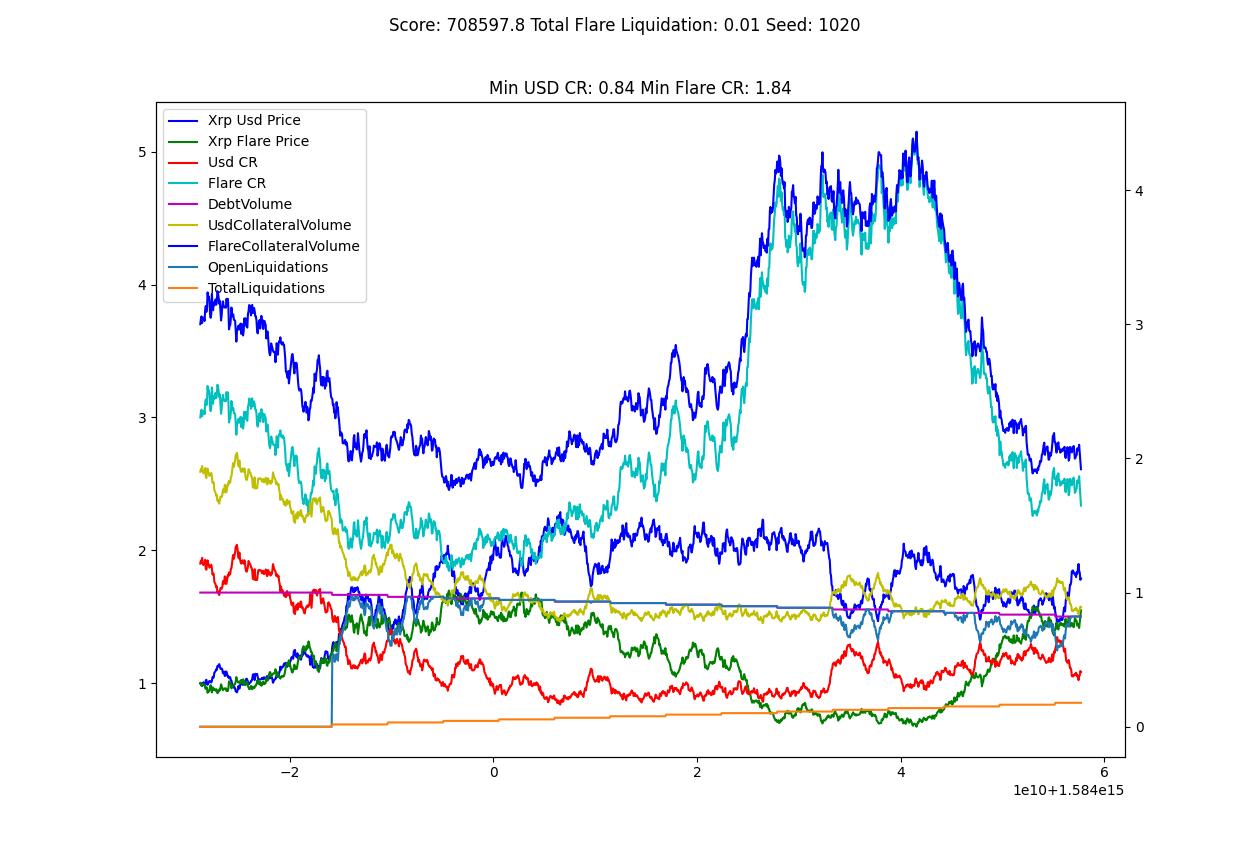 Score: 708597.8 Total Flare Liquidation: 0.01 Seed: 1020
Min USD CR: 0.84 Min Flare CR: 1.84
Xrp Usd Price
Xrp Flare Price
Usd CR
Flare CR
DebtVolume
UsdCollateralVolume
FlareCollateralVolume
OpenLiquidations
TotalLiquidations
5
4
3
2
1
4
3
2
1
0
−2
0
2
4
6
1e10+1.584e15